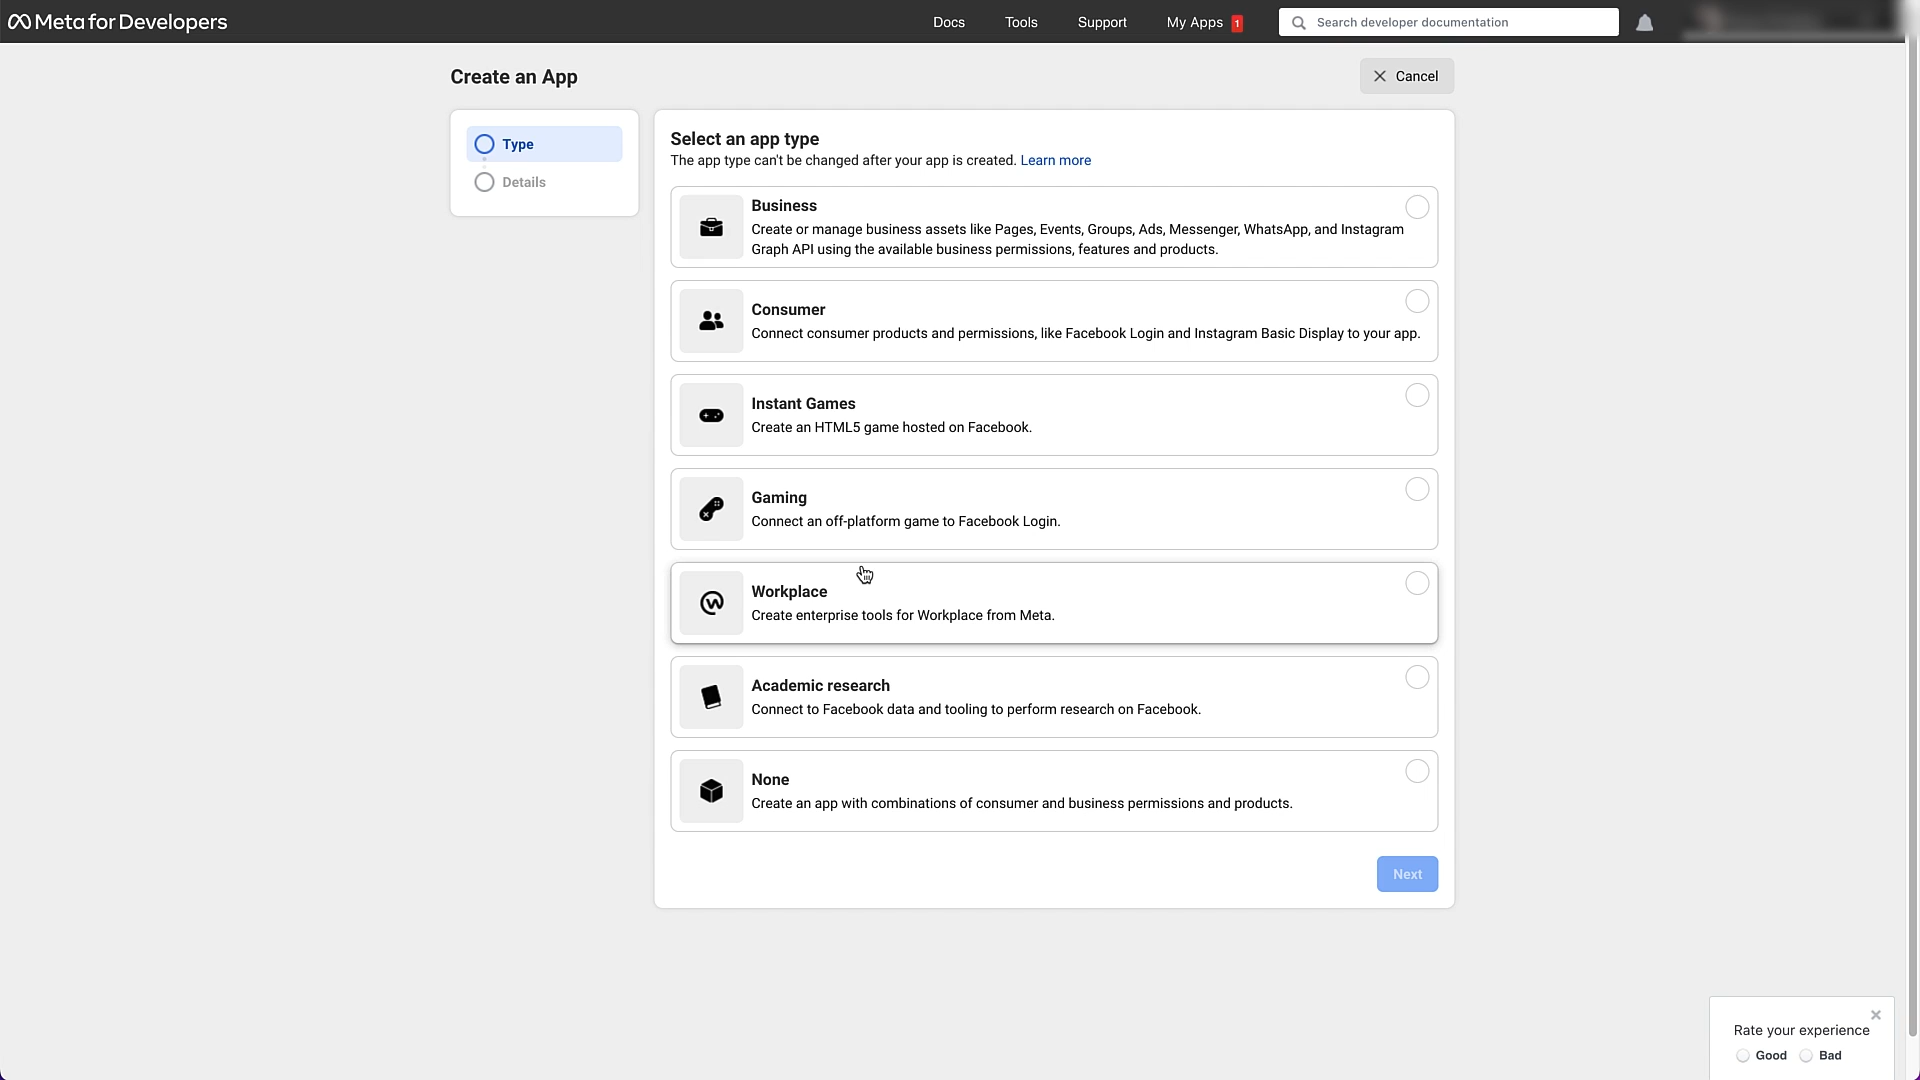 Meta for Developers
Docs
Tools
Support
My Apps 1
Search developer documentation
Create an App
Cancel
Type
Details
Select an app type
The app type can't be changed after your app is created. Learn more
Business
Create or manage business assets like Pages, Events, Groups, Ads, Messenger, WhatsApp, and Instagram
Graph API using the available business permissions, features and products.
Consumer
Connect consumer products and permissions, like Facebook Login and Instagram Basic Display to your app.
Instant Games
Create an HTML5 game hosted on Facebook.
Gaming
Connect an off-platform game to Facebook Login.
Workplace
Create enterprise tools for Workplace from Meta.
Academic research
Connect to Facebook data and tooling to perform research on Facebook.
None
Create an app with combinations of consumer and business permissions and products.
Next
Rate your experience
Good
Bad